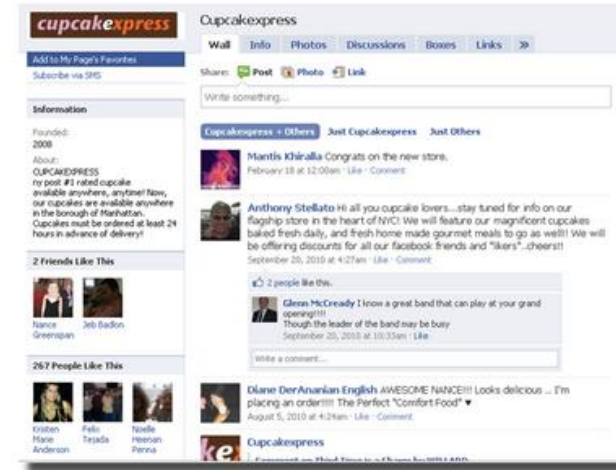 cupcakexpress
Add to My Page's Favorites
Subscribe via SMS
Information
Founded:
2008
About:
CUPCAKEXPRESS
ny post #1 rated cupcake
available anywhere, anytime! Now,
our cupcakes are available anywhere
in the borough of Manhattan.
Cupcakes must be ordered at least 24
hours in advance of delivery!
2 Friends Like This
Nance
Greenspan
Jeb Badlon
267 People Like This
Kristen
Marie
Anderson
Felix
Tejada
Noelle
Heenan
Penna
Cupcakexpress
Wall Info Photos Discussions Boxes Links »
Share: Post Photo Link
Write something...
Cupcakexpress + Others Just Cupcakexpress Just Others
Mantis Khiralla Congrats on the new store.
February 18 at 12:00am · Like · Comment
Anthony Stellato Hi all you cupcake lovers...stay tuned for info on our
flagship store in the heart of NYC! We will feature our magnificent cupcakes
baked fresh daily, and fresh home made gourmet meals to go as well!! We will
be offering discounts for all our facebook friends and "likers"..cheers!!
September 20, 2010 at 4:27am · Like · Comment
2 people like this.
Glenn McCready I know a great band that can play at your grand
opening!!!!
Though the leader of the band may be busy
September 20, 2010 at 10:33am · Like
Write a comment...
Diane DerAnanian English AWESOME NANCE!!! Looks delicious .. I'm
placing an order!!!! The Perfect "Comfort Food" ♥
August 5, 2010 at 4:24am · Like · Comment
ke
Cupcakexpress